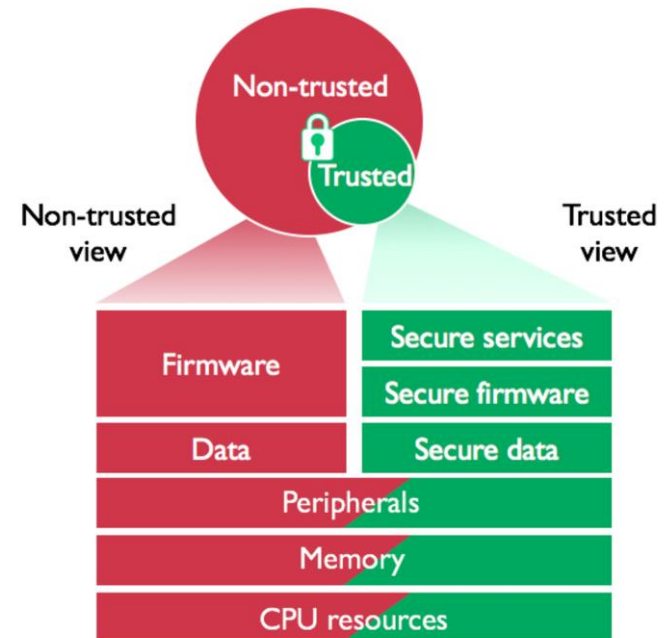 Non-trusted
Trusted
Non-trusted
view
Trusted
view
Firmware
Secure services
Secure firmware
Data
Secure data
Peripherals
Memory
CPU resources